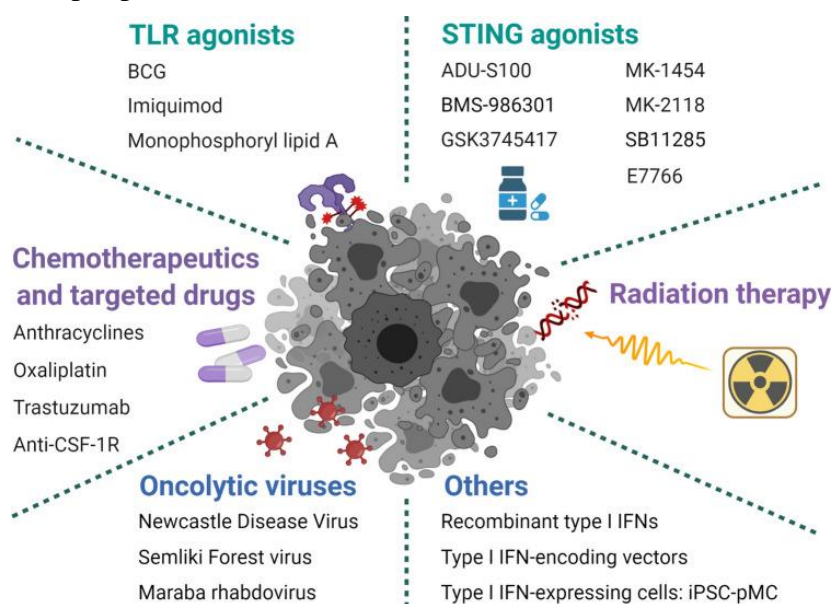 TLR agonists
BCG
Imiquimod
Monophosphoryl lipid A
STING agonists
ADU-S100
BMS-986301
GSK3745417
MK-1454
MK-2118
SB11285
E7766
Chemotherapeutics
and targeted drugs
Anthracyclines
Oxaliplatin
Trastuzumab
Anti-CSF-1R
Radiation therapy
Oncolytic viruses
Newcastle Disease Virus
Semliki Forest virus
Maraba rhabdovirus
Others
Recombinant type I IFNs
Type I IFN-encoding vectors
Type I IFN-expressing cells: iPSC-pMC